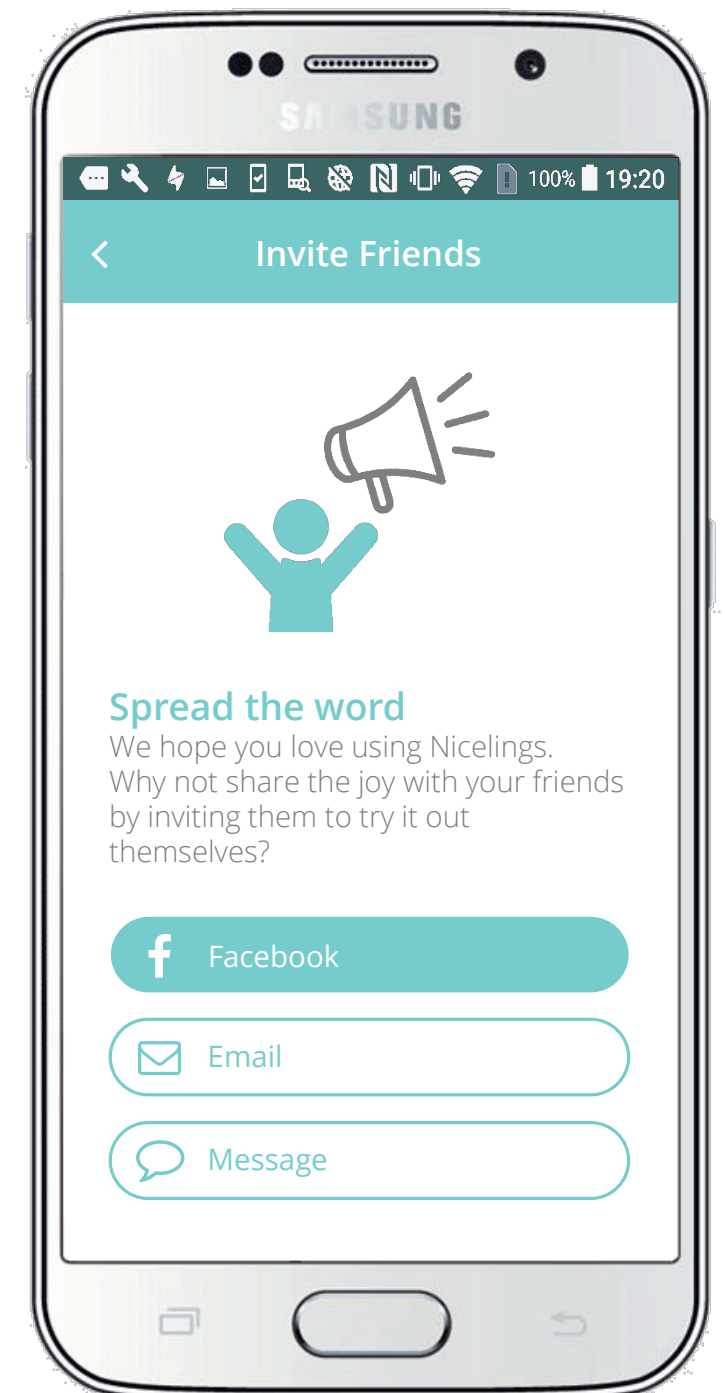 SAMSUNG
100% 19:20
Invite Friends
Spread the word
We hope you love using Nicelings.
Why not share the joy with your friends
by inviting them to try it out
themselves?
Facebook
Email
Message